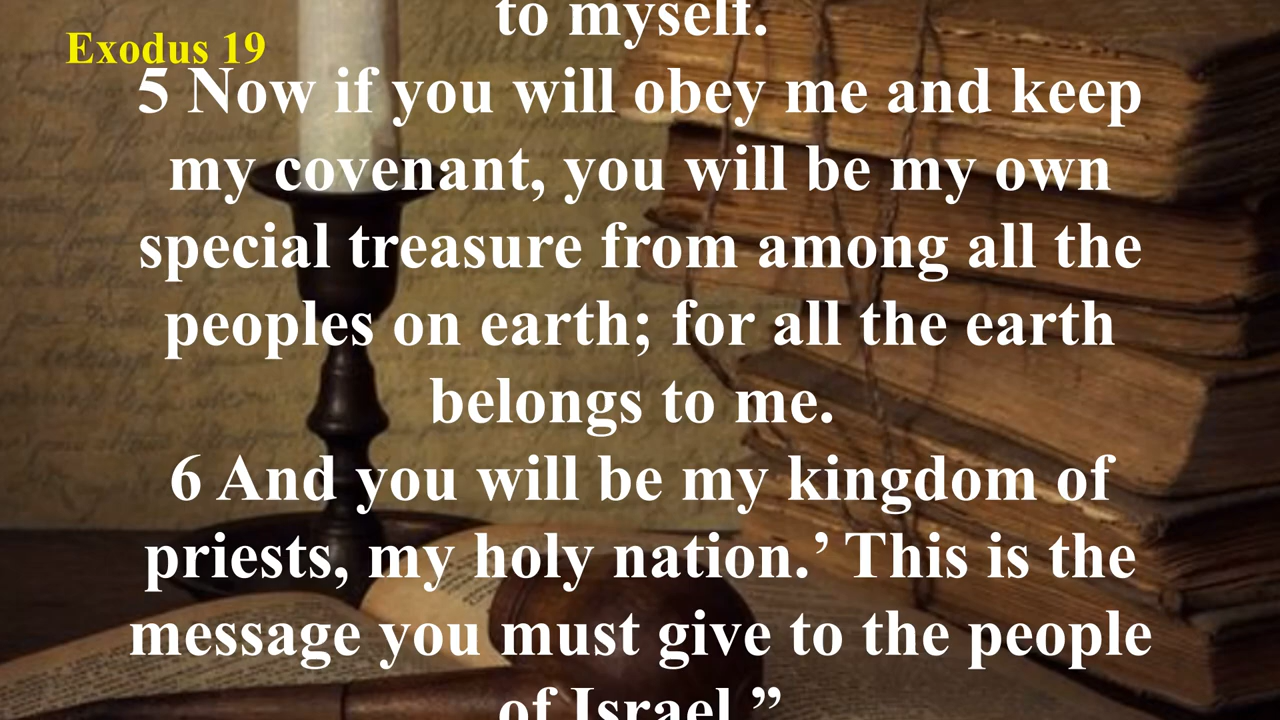 to myself.
Exodus 19
5 Now if you will obey me and keep
my covenant, you will be my own
special treasure from among all the
peoples on earth; for all the earth
belongs to me.
6 And you will be my kingdom of
priests, my holy nation.’ This is the
message you must give to the people
of Israel.”